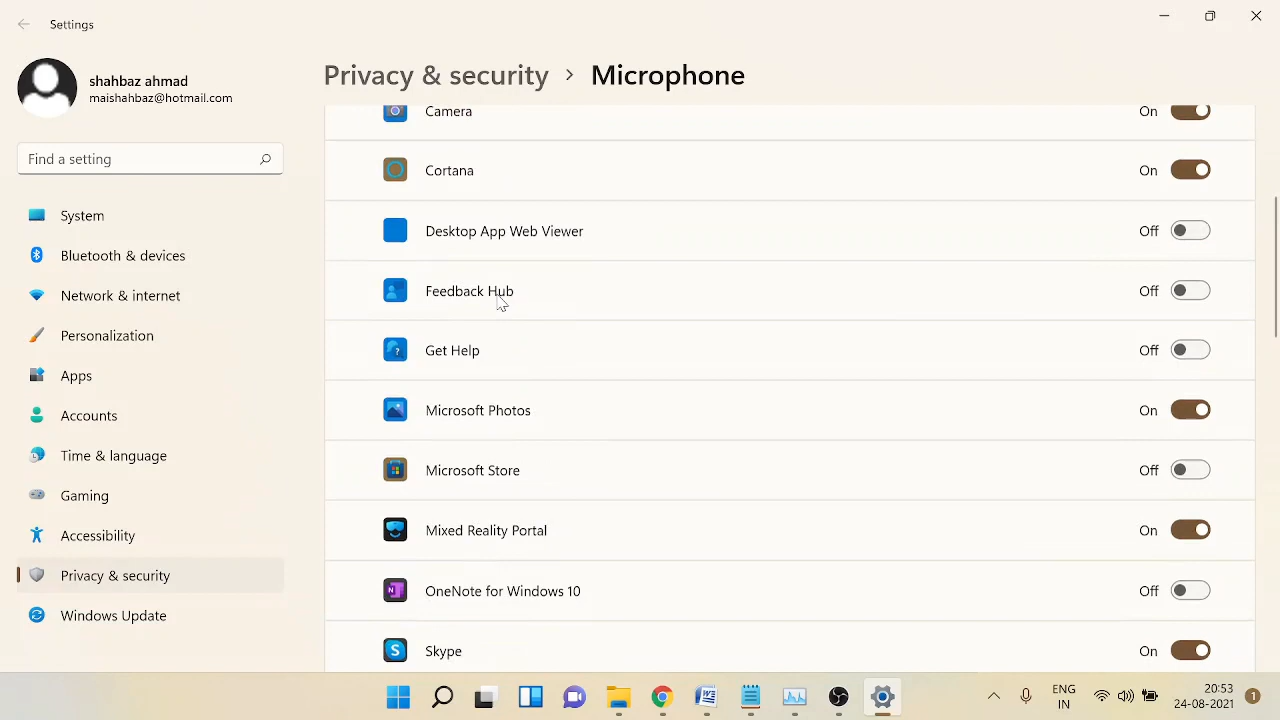 Settings
shahbaz ahmad
maishahbaz@hotmail.com
Find a setting
System
Bluetooth & devices
Network & internet
Personalization
Apps
Accounts
Time & language
Gaming
Accessibility
Privacy & security
Windows Update
Privacy & security > Microphone
Camera On
Cortana On
Desktop App Web Viewer Off
Feedback Hub Off
Get Help Off
Microsoft Photos On
Microsoft Store Off
Mixed Reality Portal On
OneNote for Windows 10 Off
Skype On
ENG
IN
20:53
24-08-2021
1